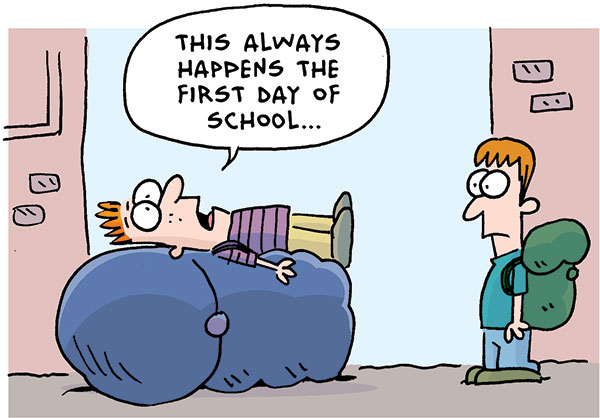 THIS ALWAYS
HAPPENS THE
FIRST DAY OF
SCHOOL...